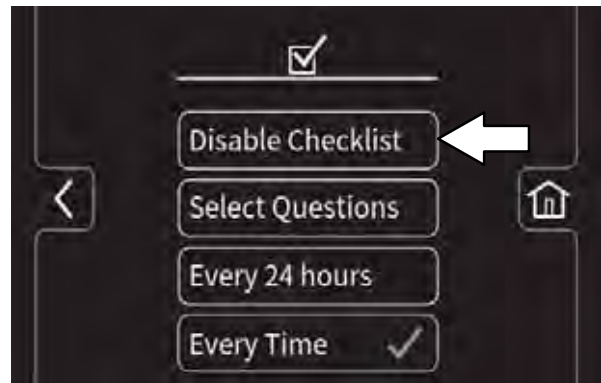 Disable Checklist
Select Questions
Every 24 hours
Every Time